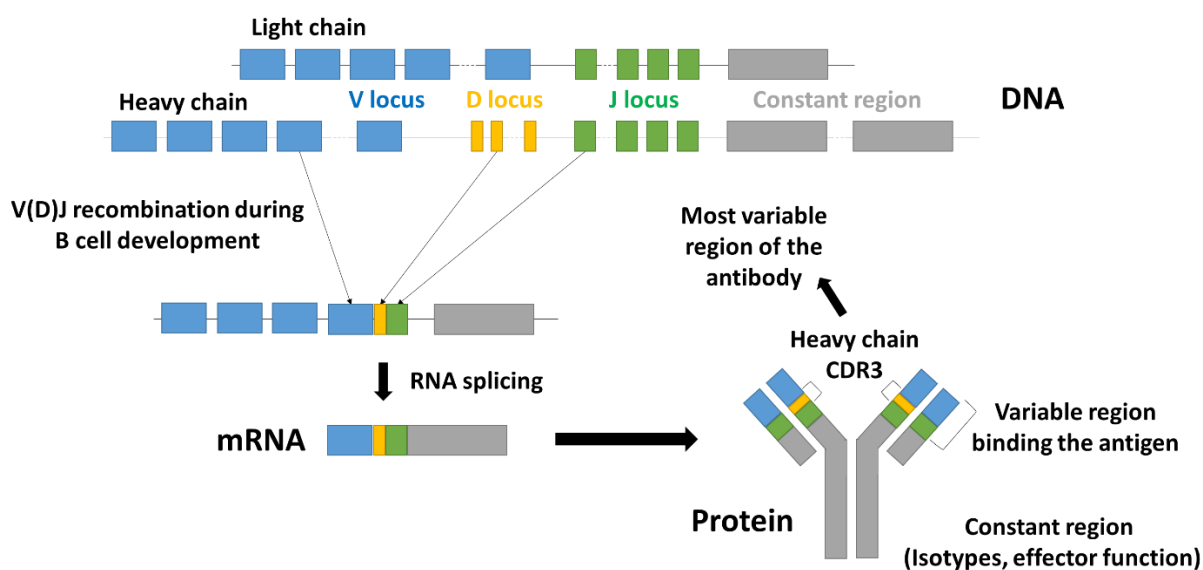 Light chain
Heavy chain
V locus
D locus
J locus
Constant region
DNA
V(D)J recombination during
B cell development
Most variable
region of the
antibody
RNA splicing
Heavy chain
CDR3
Variable region
binding the antigen
mRNA
Protein
Constant region
(Isotypes, effector function)